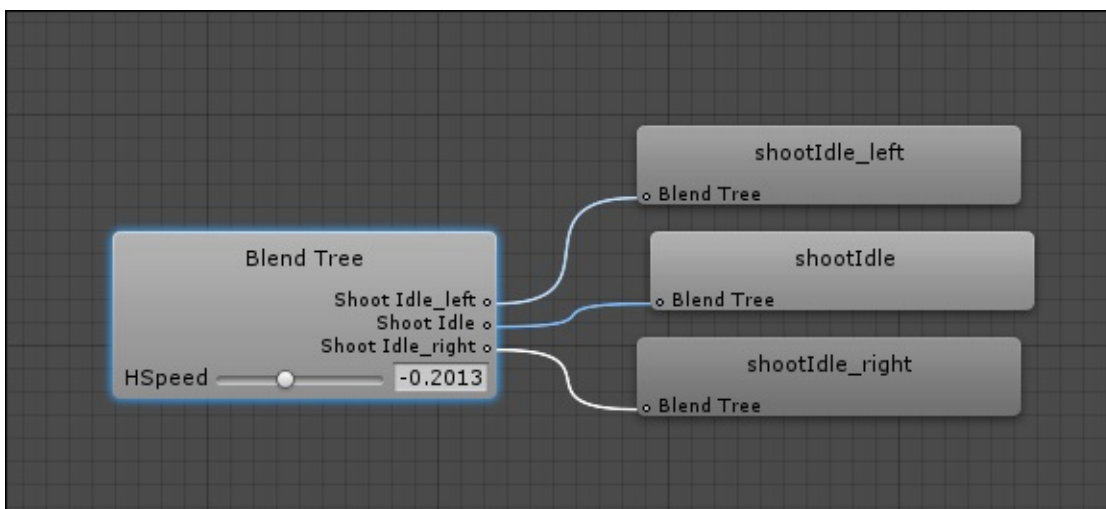 shootIdle_left
Blend Tree
Blend Tree
Shoot Idle_left
Shoot Idle
Shoot Idle_right
HSpeed -0.2013
shootIdle
Blend Tree
shootIdle_right
Blend Tree